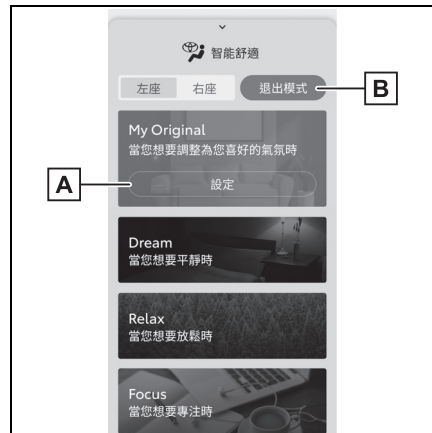 智能舒適
左座 右座 退出模式
B
My Original
當您想要調整為您喜好的氣氛時
A
設定
Dream
當您想要平靜時
Relax
當您想要放鬆時
Focus
當您想要專注時